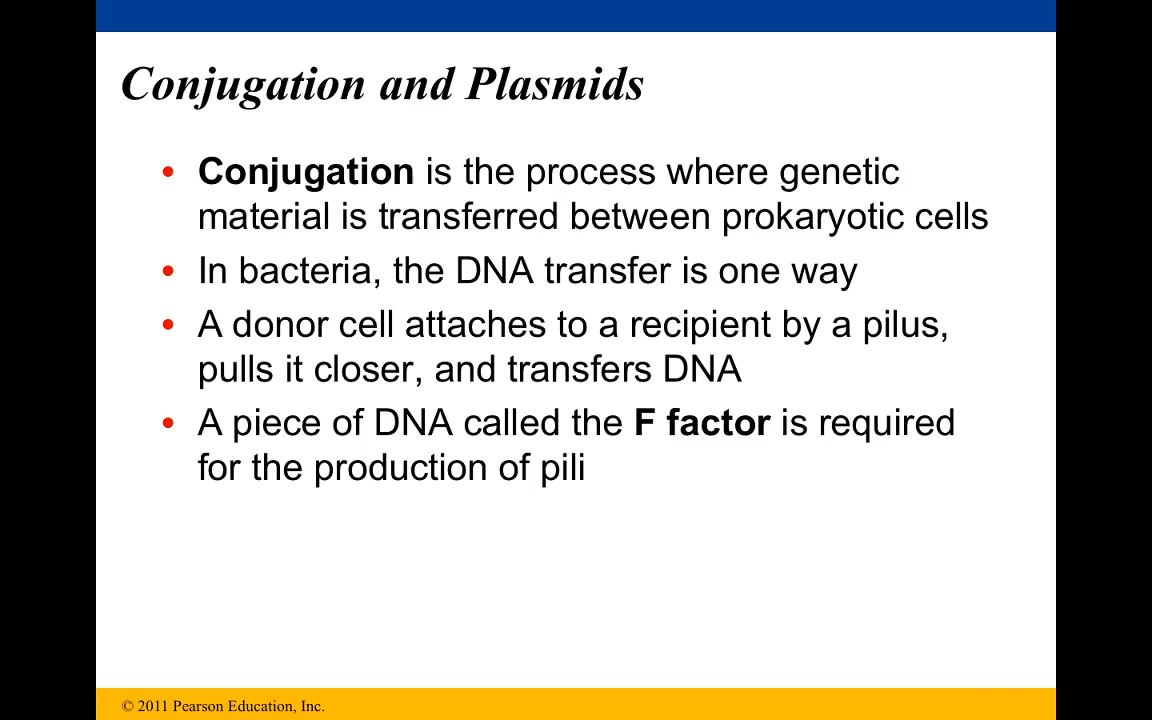 Conjugation and Plasmids
• Conjugation is the process where genetic
material is transferred between prokaryotic cells
• In bacteria, the DNA transfer is one way
• A donor cell attaches to a recipient by a pilus,
pulls it closer, and transfers DNA
• A piece of DNA called the F factor is required
for the production of pili
© 2011 Pearson Education, Inc.